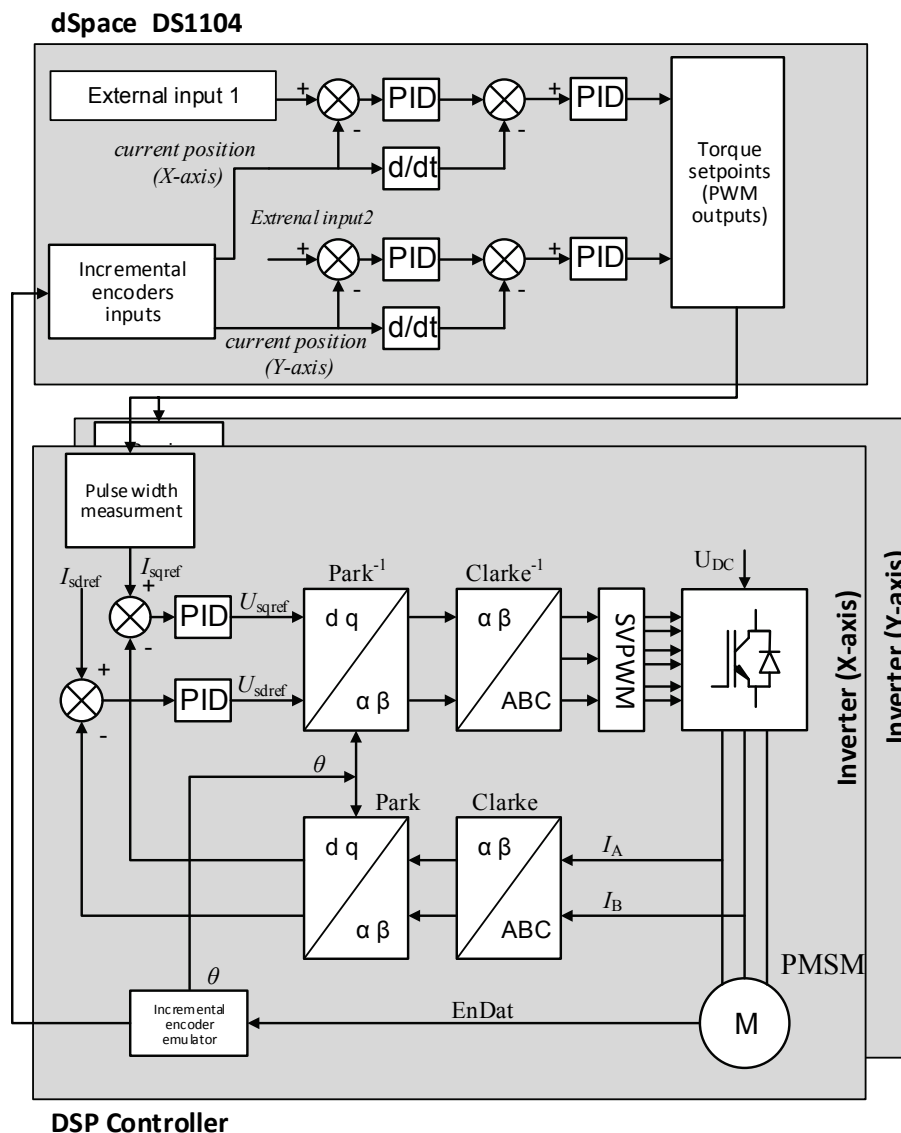 dSpace DS1104
External input 1
+
-
PID
+
-
PID
current position
(X-axis)
d/dt
Torque
setpoints
(PWM
outputs)
Extrenal input2
+
-
PID
+
-
PID
Incremental
encoders
inputs
d/dt
current position
(Y-axis)
Pulse width
measurment
Isdref
Isqref
+
-
PID
Usqref
+
-
PID
Usdref
Park-1
d q
α β
Clarke-1
α β
ABC
SVPWM
UDC
Inverter (X-axis)
Inverter (Y-axis)
θ
Park
d q
α β
Clarke
α β
ABC
IA
IB
θ
Incremental
encoder
emulator
EnDat
PMSM
M
DSP Controller